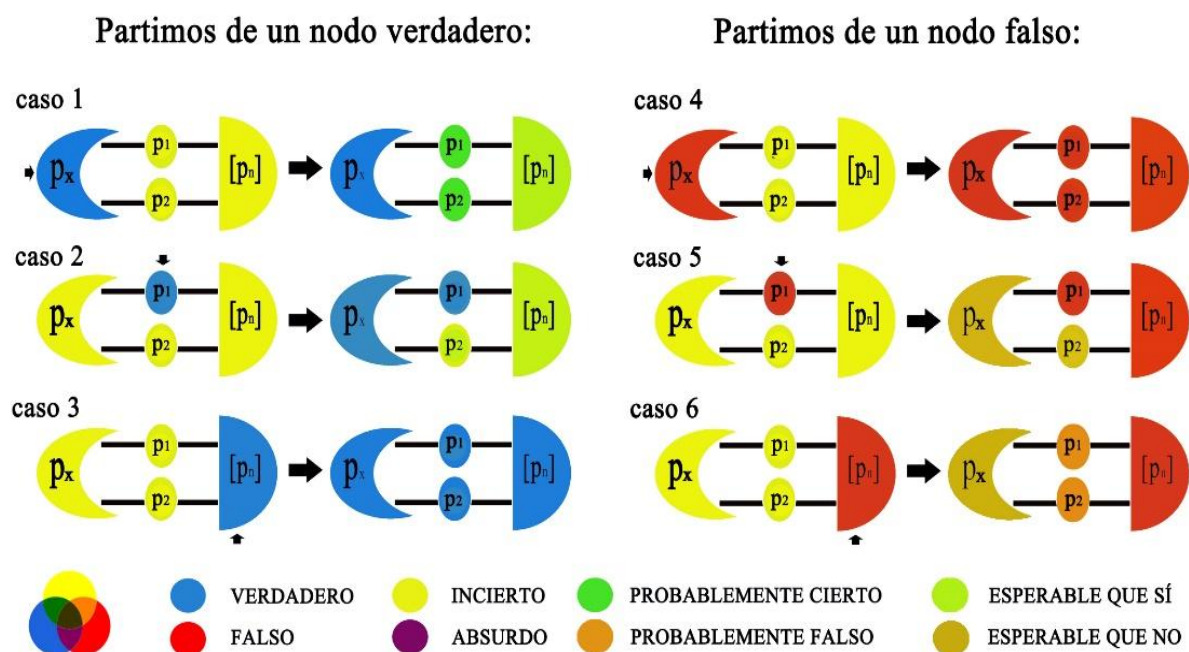 Partimos de un nodo verdadero:
Partimos de un nodo falso:
caso 1
px p1 p2 [pn] px p1 p2 [pn]
caso 4
px p1 p2 [pn] px p1 p2 [pn]
caso 2
px p1 p2 [pn] px p1 p2 [pn]
caso 5
px p1 p2 [pn] px p1 p2 [pn]
caso 3
px p1 p2 [pn] px p1 p2 [pn]
caso 6
px p1 p2 [pn] px p1 p2 [pn]
VERDADERO INCIERTO PROBABLEMENTE CIERTO ESPERABLE QUE SÍ
FALSO ABSURDO PROBABLEMENTE FALSO ESPERABLE QUE NO